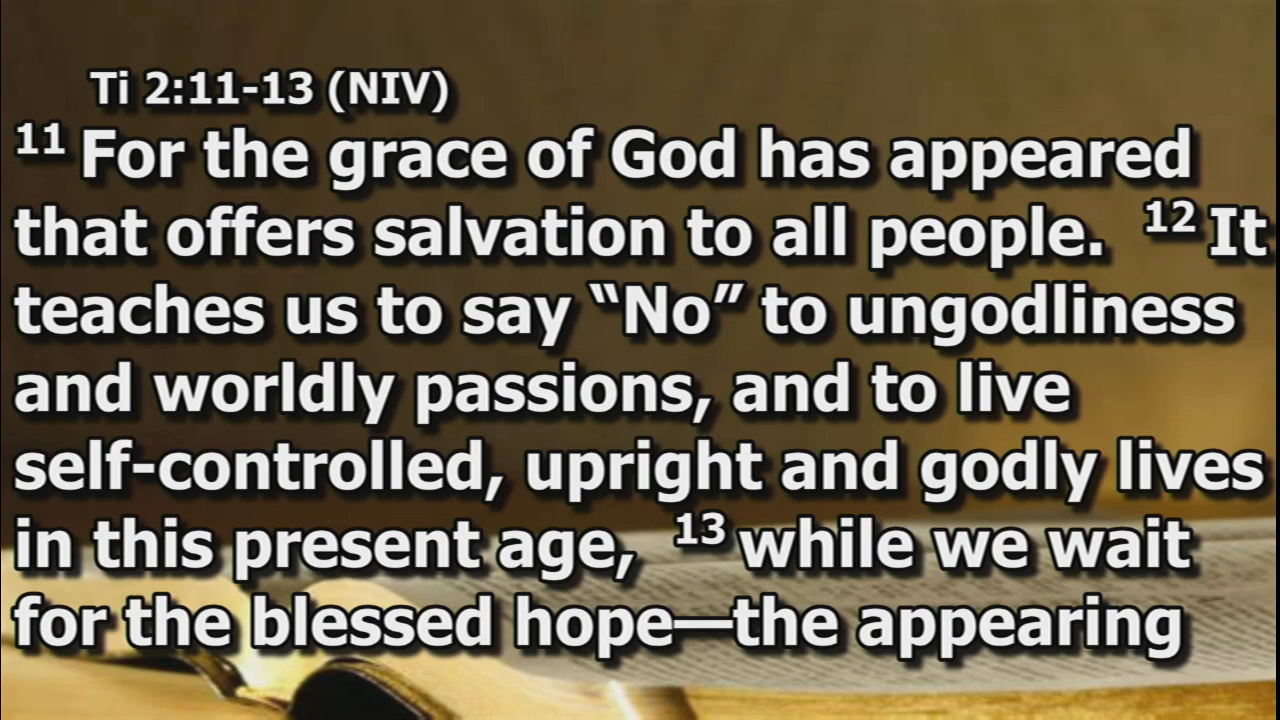 Ti 2:11-13 (NIV)
11 For the grace of God has appeared
that offers salvation to all people. 12 It
teaches us to say “No” to ungodliness
and worldly passions, and to live
self-controlled, upright and godly lives
in this present age, 13 while we wait
for the blessed hope—the appearing